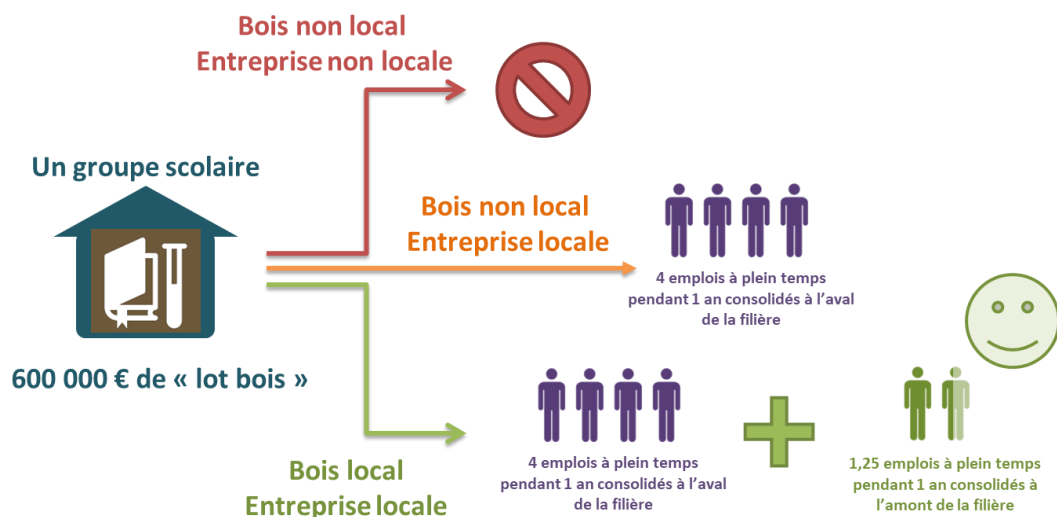 Bois non local
Entreprise non locale
Un groupe scolaire
Bois non local
Entreprise locale
4 emplois à plein temps
pendant 1 an consolidés à l’aval
de la filière
600 000 € de « lot bois »
Bois local
Entreprise locale
4 emplois à plein temps
pendant 1 an consolidés à l’aval
de la filière
1,25 emplois à plein temps
pendant 1 an consolidés à
l’amont de la filière